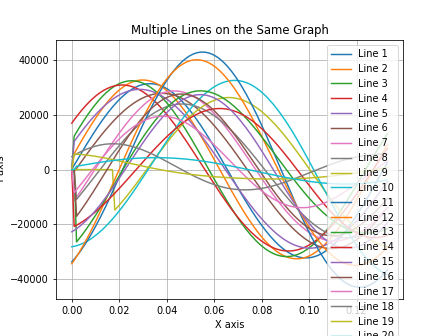 Multiple Lines on the Same Graph
40000
20000
0
−20000
−40000
0.00
0.02
0.04
0.06
0.08
0.10
X axis
axis
Line 1
Line 2
Line 3
Line 4
Line 5
Line 6
Line 7
Line 8
Line 9
Line 10
Line 11
Line 12
Line 13
Line 14
Line 15
Line 16
Line 17
Line 18
Line 19
Line 20